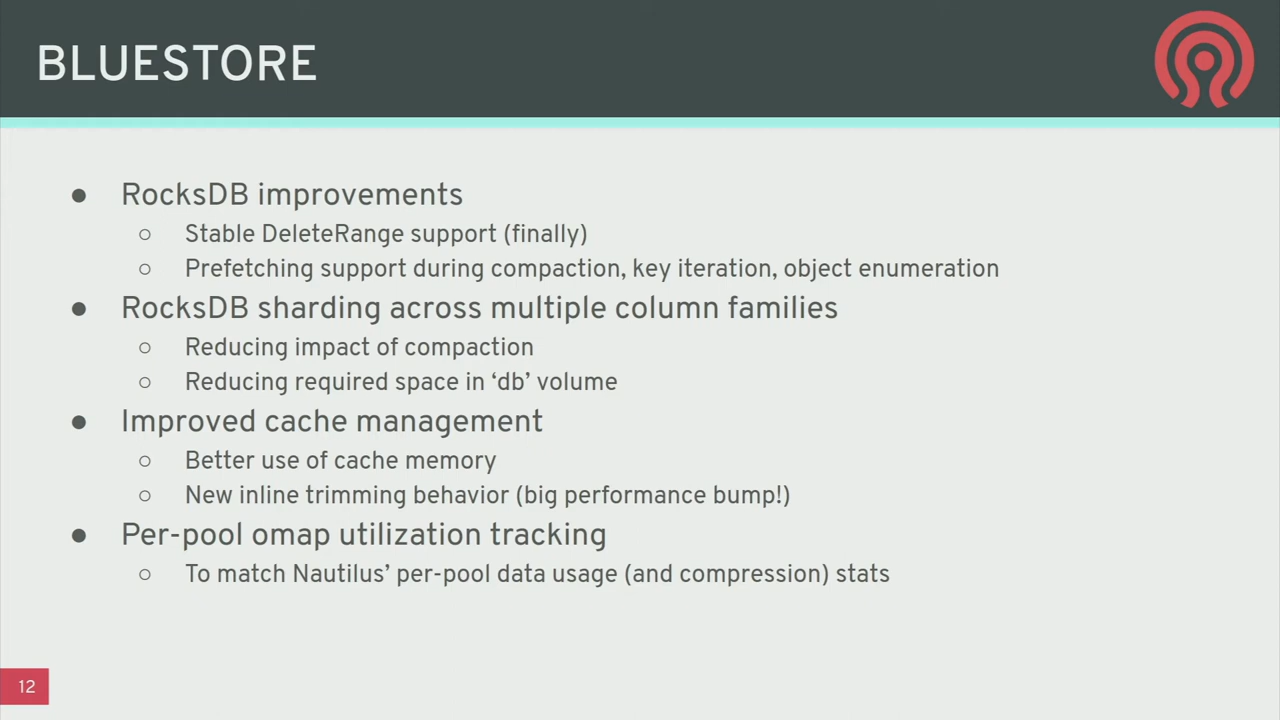 BLUESTORE
● RocksDB improvements
○ Stable DeleteRange support (finally)
○ Prefetching support during compaction, key iteration, object enumeration
● RocksDB sharding across multiple column families
○ Reducing impact of compaction
○ Reducing required space in ‘db’ volume
● Improved cache management
○ Better use of cache memory
○ New inline trimming behavior (big performance bump!)
● Per-pool omap utilization tracking
○ To match Nautilus’ per-pool data usage (and compression) stats
12